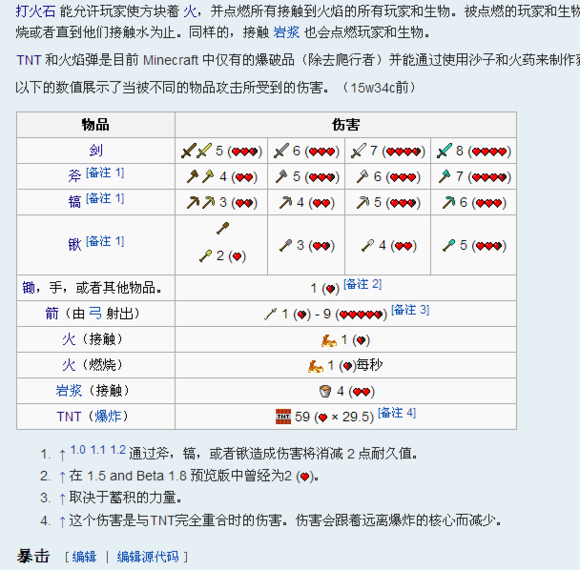 打火石 能允许玩家使方块着 火，并点燃所有接触到火焰的所有玩家和生物。被点燃的玩家和生物
烧或者直到他们接触水为止。同样的，接触 岩浆 也会点燃玩家和生物。
TNT 和火焰弹是目前 Minecraft 中仅有的爆破品（除去爬行者）并能通过使用沙子和火药来制作
以下的数值展示了当被不同的物品攻击所受到的伤害。（15w34c前）
物品 伤害
剑 5 ( ) 6 ( ) 7 ( ) 8 ( )
斧 [备注 1] 4 ( ) 5 ( ) 6 ( ) 7 ( )
镐 [备注 1] 3 ( ) 4 ( ) 5 ( ) 6 ( )
锹 [备注 1] 2 ( ) 3 ( ) 4 ( ) 5 ( )
锄，手，或者其他物品。 1 ( ) [备注 2]
箭（由 弓 射出） 1 ( ) - 9 ( ) [备注 3]
火（接触） 1 ( )
火（燃烧） 1 ( )每秒
岩浆（接触） 4 ( )
TNT（爆炸） TNT 59 ( × 29.5) [备注 4]
1. ↑ 1.0 1.1 1.2 通过斧，镐，或者锹造成伤害将消减 2 点耐久值。
2. ↑ 在 1.5 and Beta 1.8 预览版中曾经为2 ( )。
3. ↑ 取决于蓄积的力量。
4. ↑ 这个伤害是与TNT完全重合时的伤害。伤害会跟着远离爆炸的核心而减少。
暴击 [ 编辑 | 编辑源代码 ]